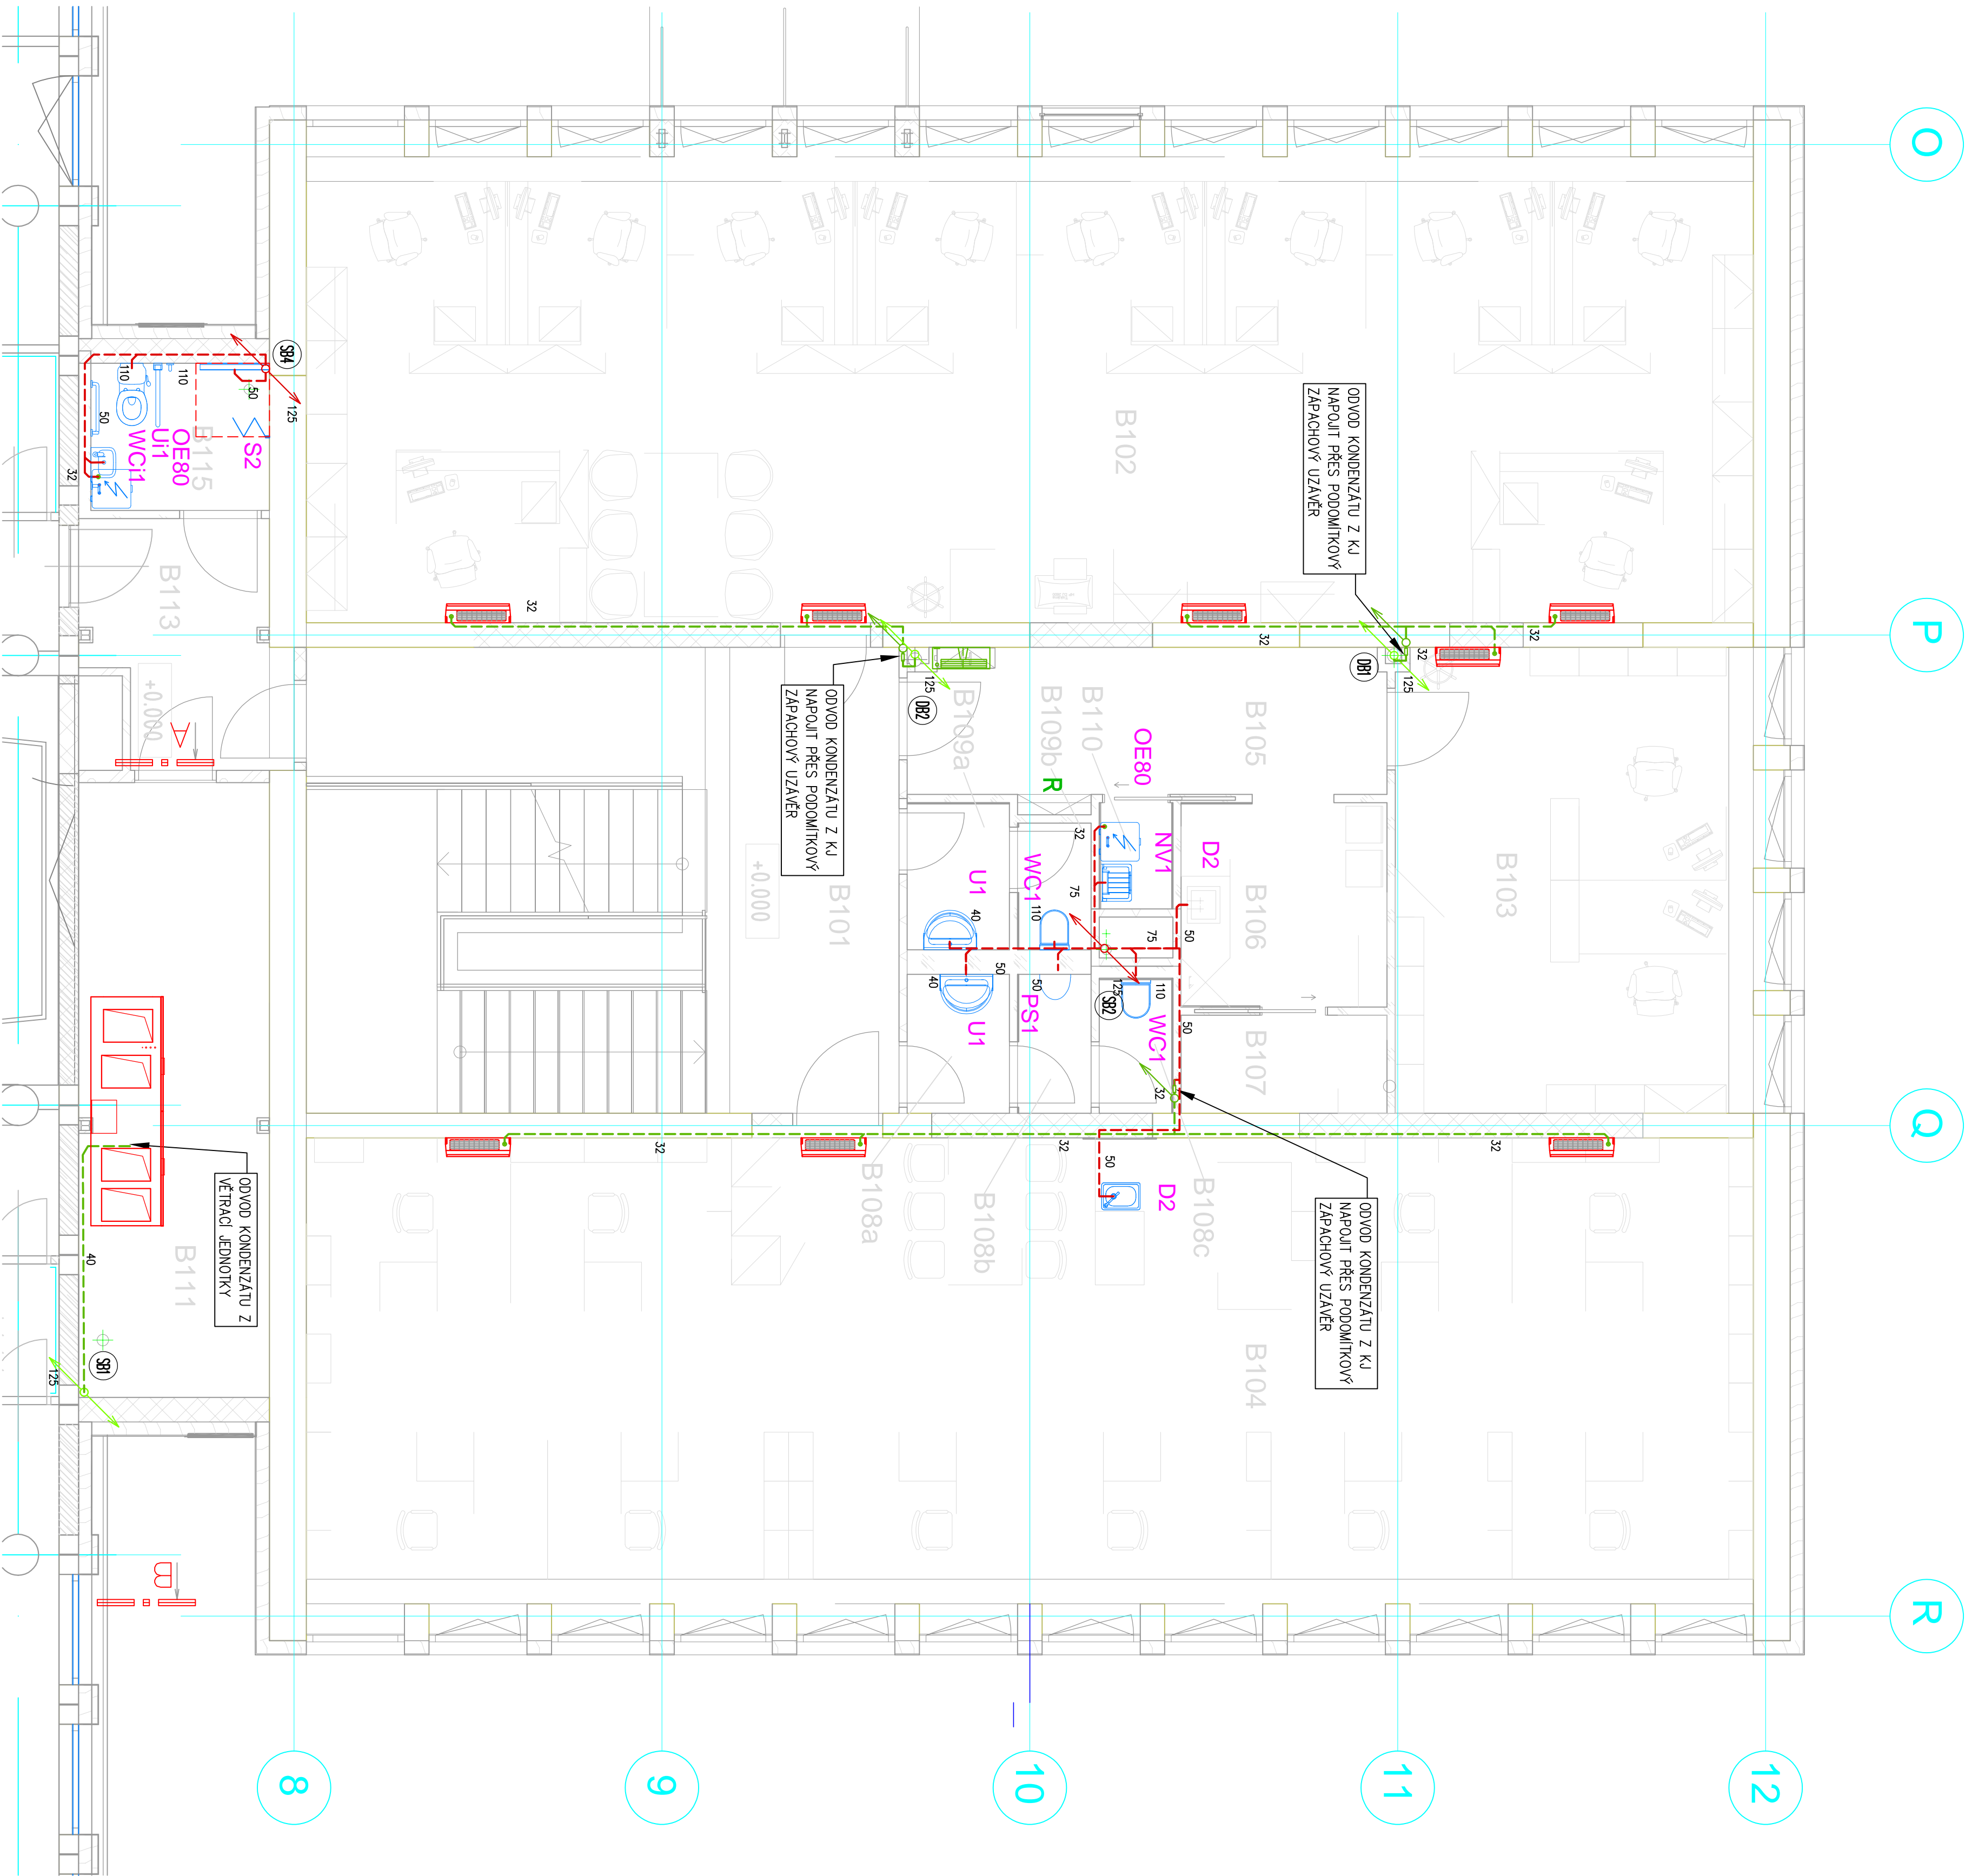 O
P
Q
R
8
9
10
11
12
SB4
125
50
110
110
50
32
S2
B115
OE80
Ui1
WCi1
B113
+0.000
A
B102
ODVOD KONDENZÁTU Z KJ
NAPOJIT PŘES PODOMÍTKOVÝ
ZÁPACHOVÝ UZÁVĚR
32
32
32
32
DB1
125
125
DB2
ODVOD KONDENZÁTU Z KJ
NAPOJIT PŘES PODOMÍTKOVÝ
ZÁPACHOVÝ UZÁVĚR
B105
B110
B109b
B109a
OE80
R
B103
B106
D2
NV1
32
WC1
75
U1
40
110
75
50
+0.000
B101
50
40
50
125
110
SB2
PS1
U1
WC1
50
32
B107
32
32
32
50
D2
B108c
B108b
B108a
ODVOD KONDENZÁTU Z KJ
NAPOJIT PŘES PODOMÍTKOVÝ
ZÁPACHOVÝ UZÁVĚR
B104
ODVOD KONDENZÁTU Z
VĚTRACÍ JEDNOTKY
B111
40
SB1
125
B